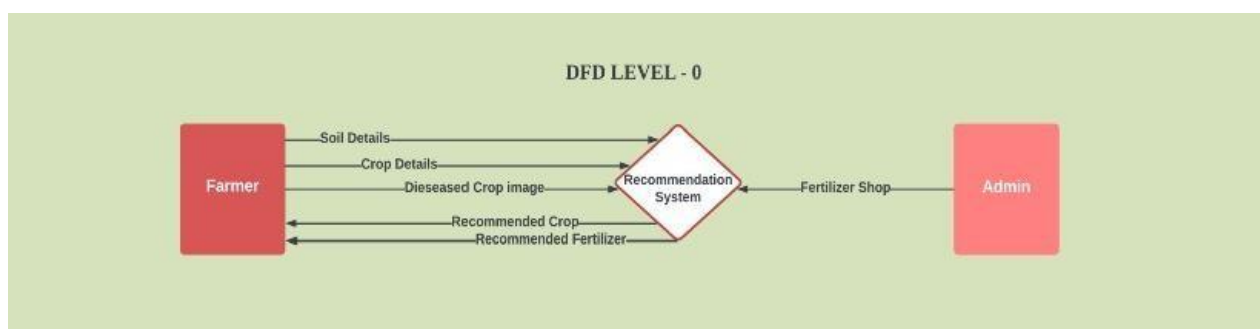 DFD LEVEL - 0
Farmer
Soil Details
Crop Details
Dieseased Crop image
Recommended Crop
Recommended Fertilizer
Recommendation
System
Fertilizer Shop
Admin